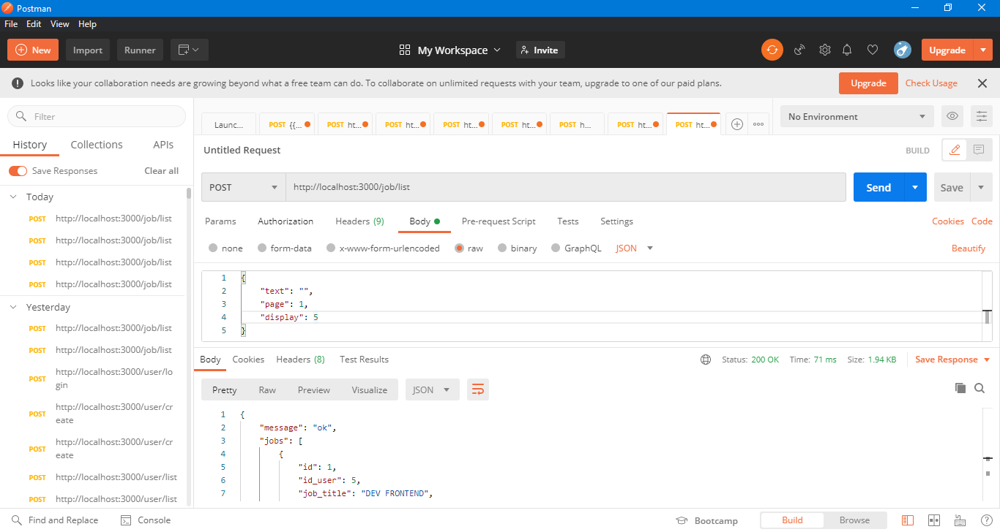 Postman
File Edit View Help
New Import Runner My Workspace Invite Upgrade
Looks like your collaboration needs are growing beyond what a free team can do. To collaborate on unlimited requests with your team, upgrade to one of our paid plans. Upgrade Check Usage
Filter
History Collections APIs
Save Responses Clear all
Today
POST http://localhost:3000/job/list
POST http://localhost:3000/job/list
POST http://localhost:3000/job/list
POST http://localhost:3000/job/list
Yesterday
POST http://localhost:3000/job/list
POST http://localhost:3000/job/list
POST http://localhost:3000/user/lo
gin
POST http://localhost:3000/user/cr
eate
POST http://localhost:3000/user/cr
eate
POST http://localhost:3000/user/list
POST http://localhost:3000/user/list
Launc... POST {{... POST ht... POST ht... POST ht... POST ht... POST h... POST ht... POST ht... No Environment
Untitled Request BUILD
POST http://localhost:3000/job/list Send Save
Params Authorization Headers (9) Body Pre-request Script Tests Settings Cookies Code
none form-data x-www-form-urlencoded raw binary GraphQL JSON Beautify
1 {
2 "text": "",
3 "page": 1,
4 "display": 5
5 }
Body Cookies Headers (8) Test Results Status: 200 OK Time: 71 ms Size: 1.94 KB Save Response
Pretty Raw Preview Visualize JSON
1 {
2 "message": "ok",
3 "jobs": [
4 {
5 "id": 1,
6 "id_user": 5,
7 "job_title": "DEV FRONTEND",
Find and Replace Console Bootcamp Build Browse